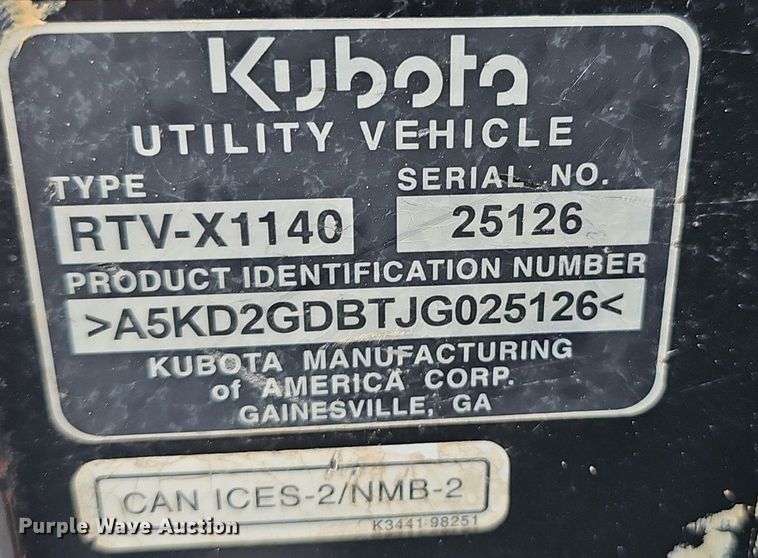 Kubota
UTILITY VEHICLE
TYPE SERIAL NO.
RTV-X1140 25126
PRODUCT IDENTIFICATION NUMBER
>A5KD2GDBTJG025126<
KUBOTA MANUFACTURING
of AMERICA CORP.
GAINESVILLE, GA
CAN ICES-2/NMB-2
K3441-98251
Purple Wave Auction